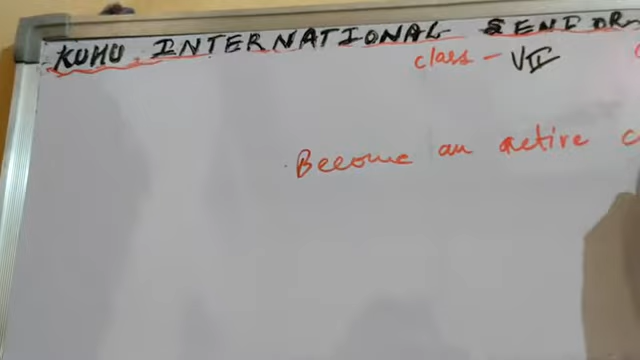 KUHU INTERNATIONAL SENIOR
class - VII
Become an active c